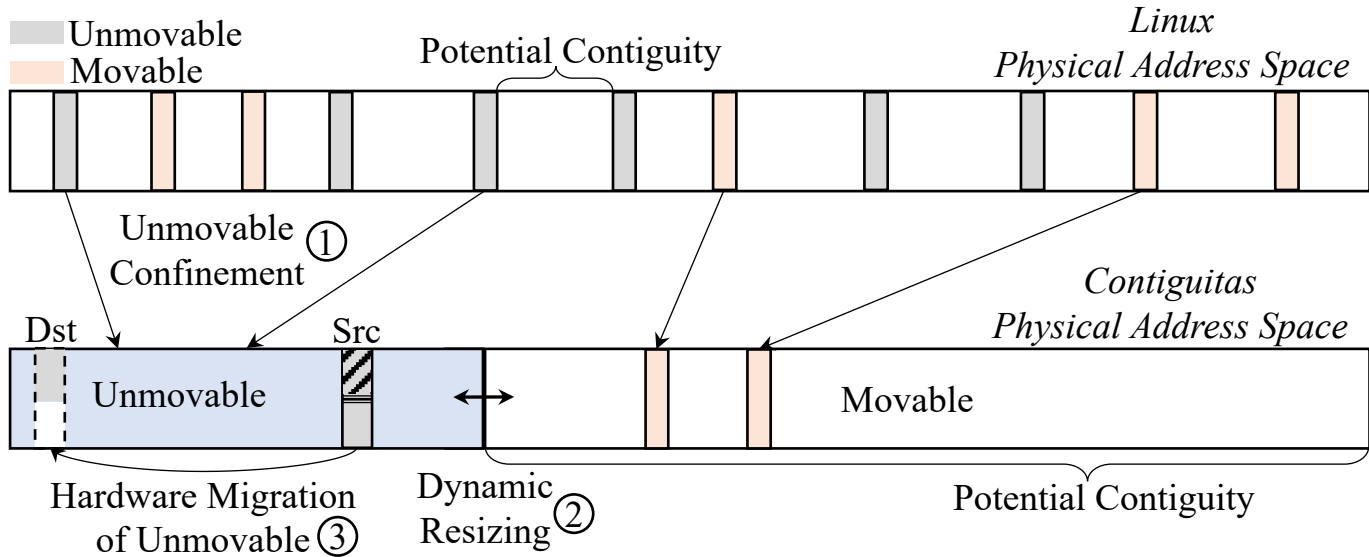 Unmovable
Movable
Potential Contiguity
Linux
Physical Address Space
Unmovable
Confinement ①
Contiguitas
Physical Address Space
Dst
Src
Unmovable
Movable
Hardware Migration
of Unmovable ③
Dynamic
Resizing ②
Potential Contiguity